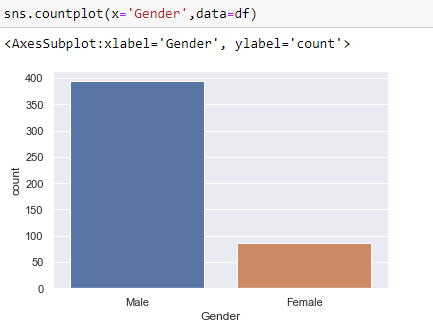 sns.countplot(x='Gender',data=df)
<AxesSubplot:xlabel='Gender', ylabel='count'>
400
350
300
250
200
150
100
50
0
count
Male Female
Gender